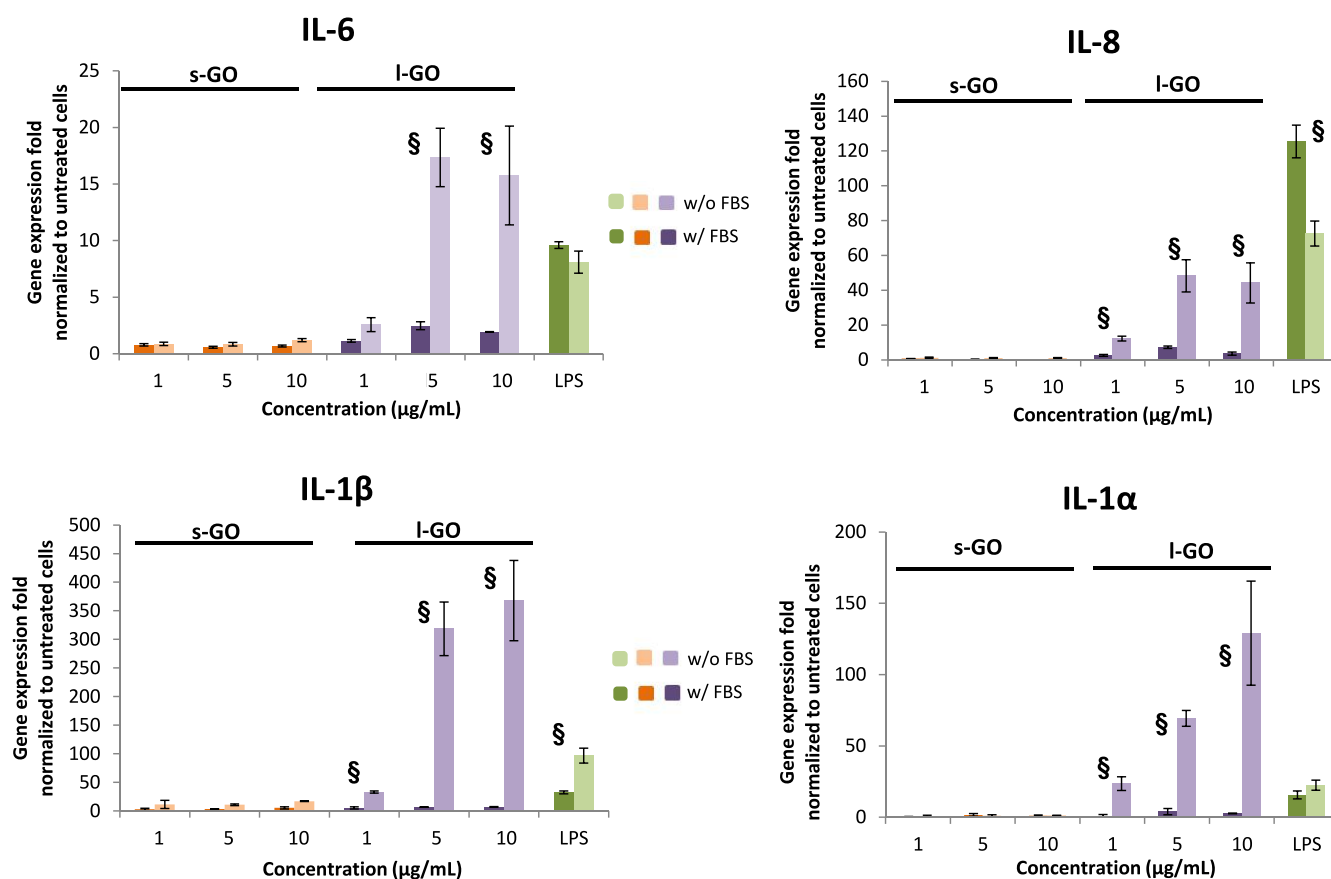 IL-6
s-GO l-GO
25
20
15
10
5
0
§ §
Gene expression fold
normalized to untreated cells
1 5 10 1 5 10 LPS
Concentration (µg/mL)
w/o FBS
w/ FBS
IL-8
s-GO l-GO
160
140
120
100
80
60
40
20
0
§ § § §
Gene expression fold
normalized to untreated cells
1 5 10 1 5 10 LPS
Concentration (µg/mL)
IL-1β
s-GO l-GO
500
450
400
350
300
250
200
150
100
50
0
§ § § §
Gene expression fold
normalized to untreated cells
1 5 10 1 5 10 LPS
Concentration (µg/mL)
w/o FBS
w/ FBS
IL-1α
s-GO l-GO
200
150
100
50
0
§ § §
Gene expression fold
normalized to untreated cells
1 5 10 1 5 10 LPS
Concentration (µg/mL)